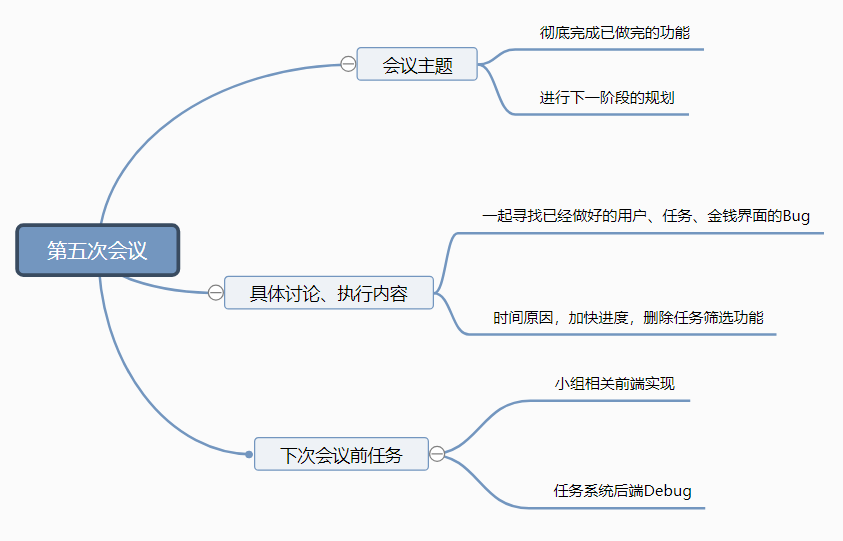 第五次会议
会议主题
彻底完成已做完的功能
进行下一阶段的规划
具体讨论、执行内容
一起寻找已经做好的用户、任务、金钱界面的Bug
时间原因，加快进度，删除任务筛选功能
下次会议前任务
小组相关前端实现
任务系统后端Debug